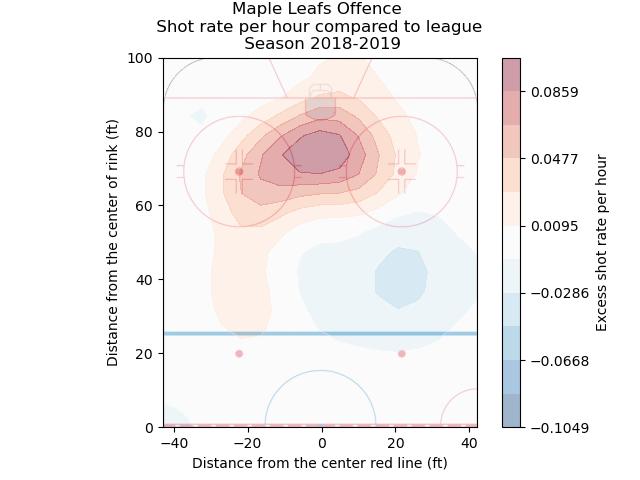 Maple Leafs Offence
Shot rate per hour compared to league
Season 2018-2019
100
80
60
40
20
0
−40
−20
0
20
40
Distance from the center of rink (ft)
Distance from the center red line (ft)
0.0859
0.0477
0.0095
−0.0286
−0.0668
−0.1049
Excess shot rate per hour